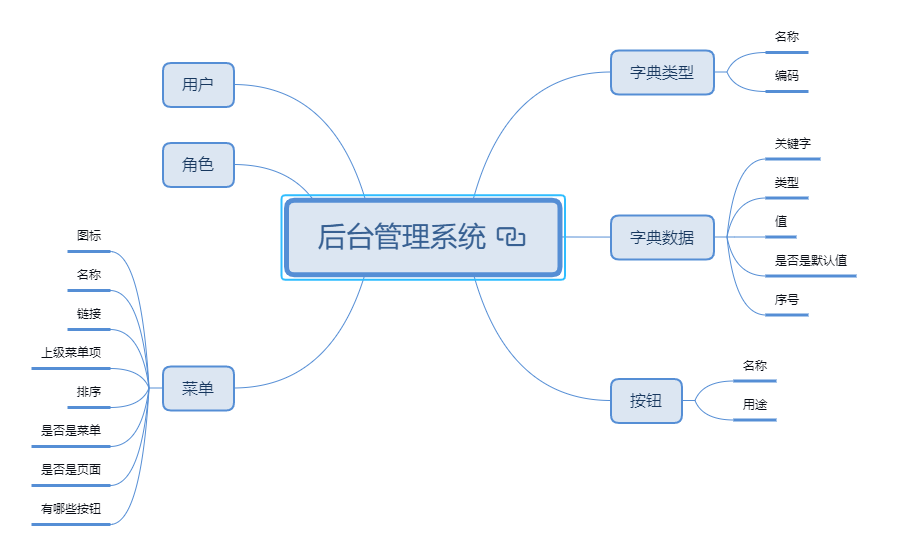 后台管理系统
用户
角色
菜单
图标
名称
链接
上级菜单项
排序
是否是菜单
是否是页面
有哪些按钮
字典类型
名称
编码
字典数据
关键字
类型
值
是否是默认值
序号
按钮
名称
用途